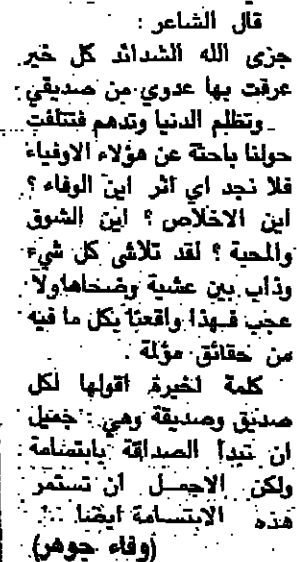 قال الشاعر :
جزى الله الشدائد كل خير
عرفت بها عدوي من صديقي
وتظلم الدنيا وتدهم فنتلفت
حولنا باحثة عن هؤلاء الاوفياء
فلا نجد اي اثر اين الوفاء ؟
اين الاخلاص ؟ اين الشوق
والمحبة ؟ لقد تلاشى كل شيء
وذاب بين عشية وضحاها ولا
عجب فهذا واقعنا بكل ما فيه
من حقائق مؤلمة .
كلمة اخيرة اقولها لكل
صديق وصديقة وهي : جميل
ان تبدأ الصداقة بابتسامة
ولكن الاجمل ان تستمر
هذه الابتسامة ايضا ..
(وفاء جوهر)